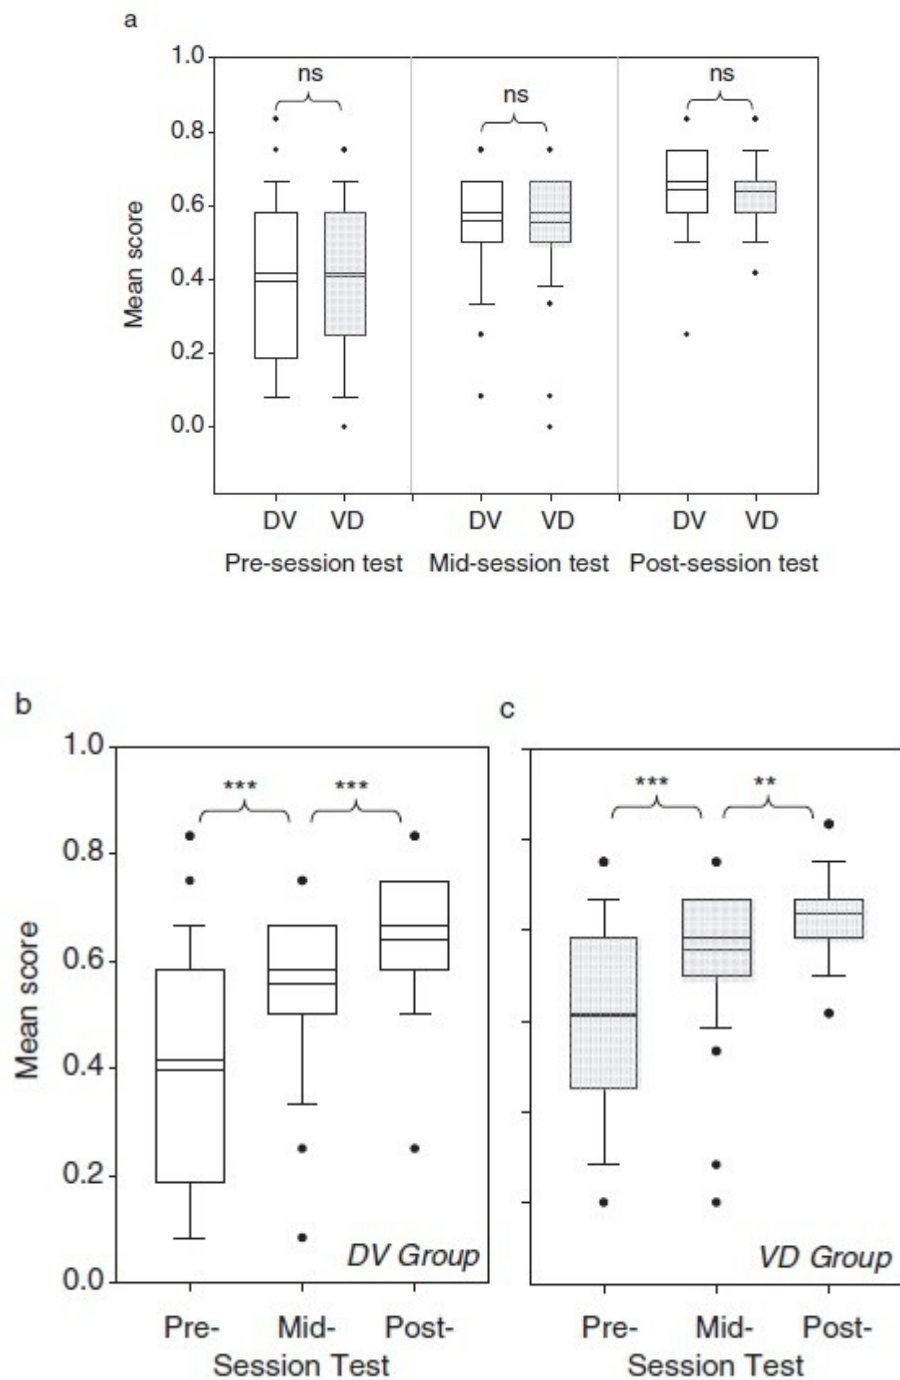 a
1.0
ns
ns
ns
0.8
0.6
0.4
0.2
0.0
Mean score
DV VD DV VD DV VD
Pre-session test Mid-session test Post-session test
b
c
1.0
*** ***
*** **
0.8
0.6
0.4
0.2
0.0
Mean score
DV Group
VD Group
Pre- Mid- Post-
Session Test
Pre- Mid- Post-
Session Test